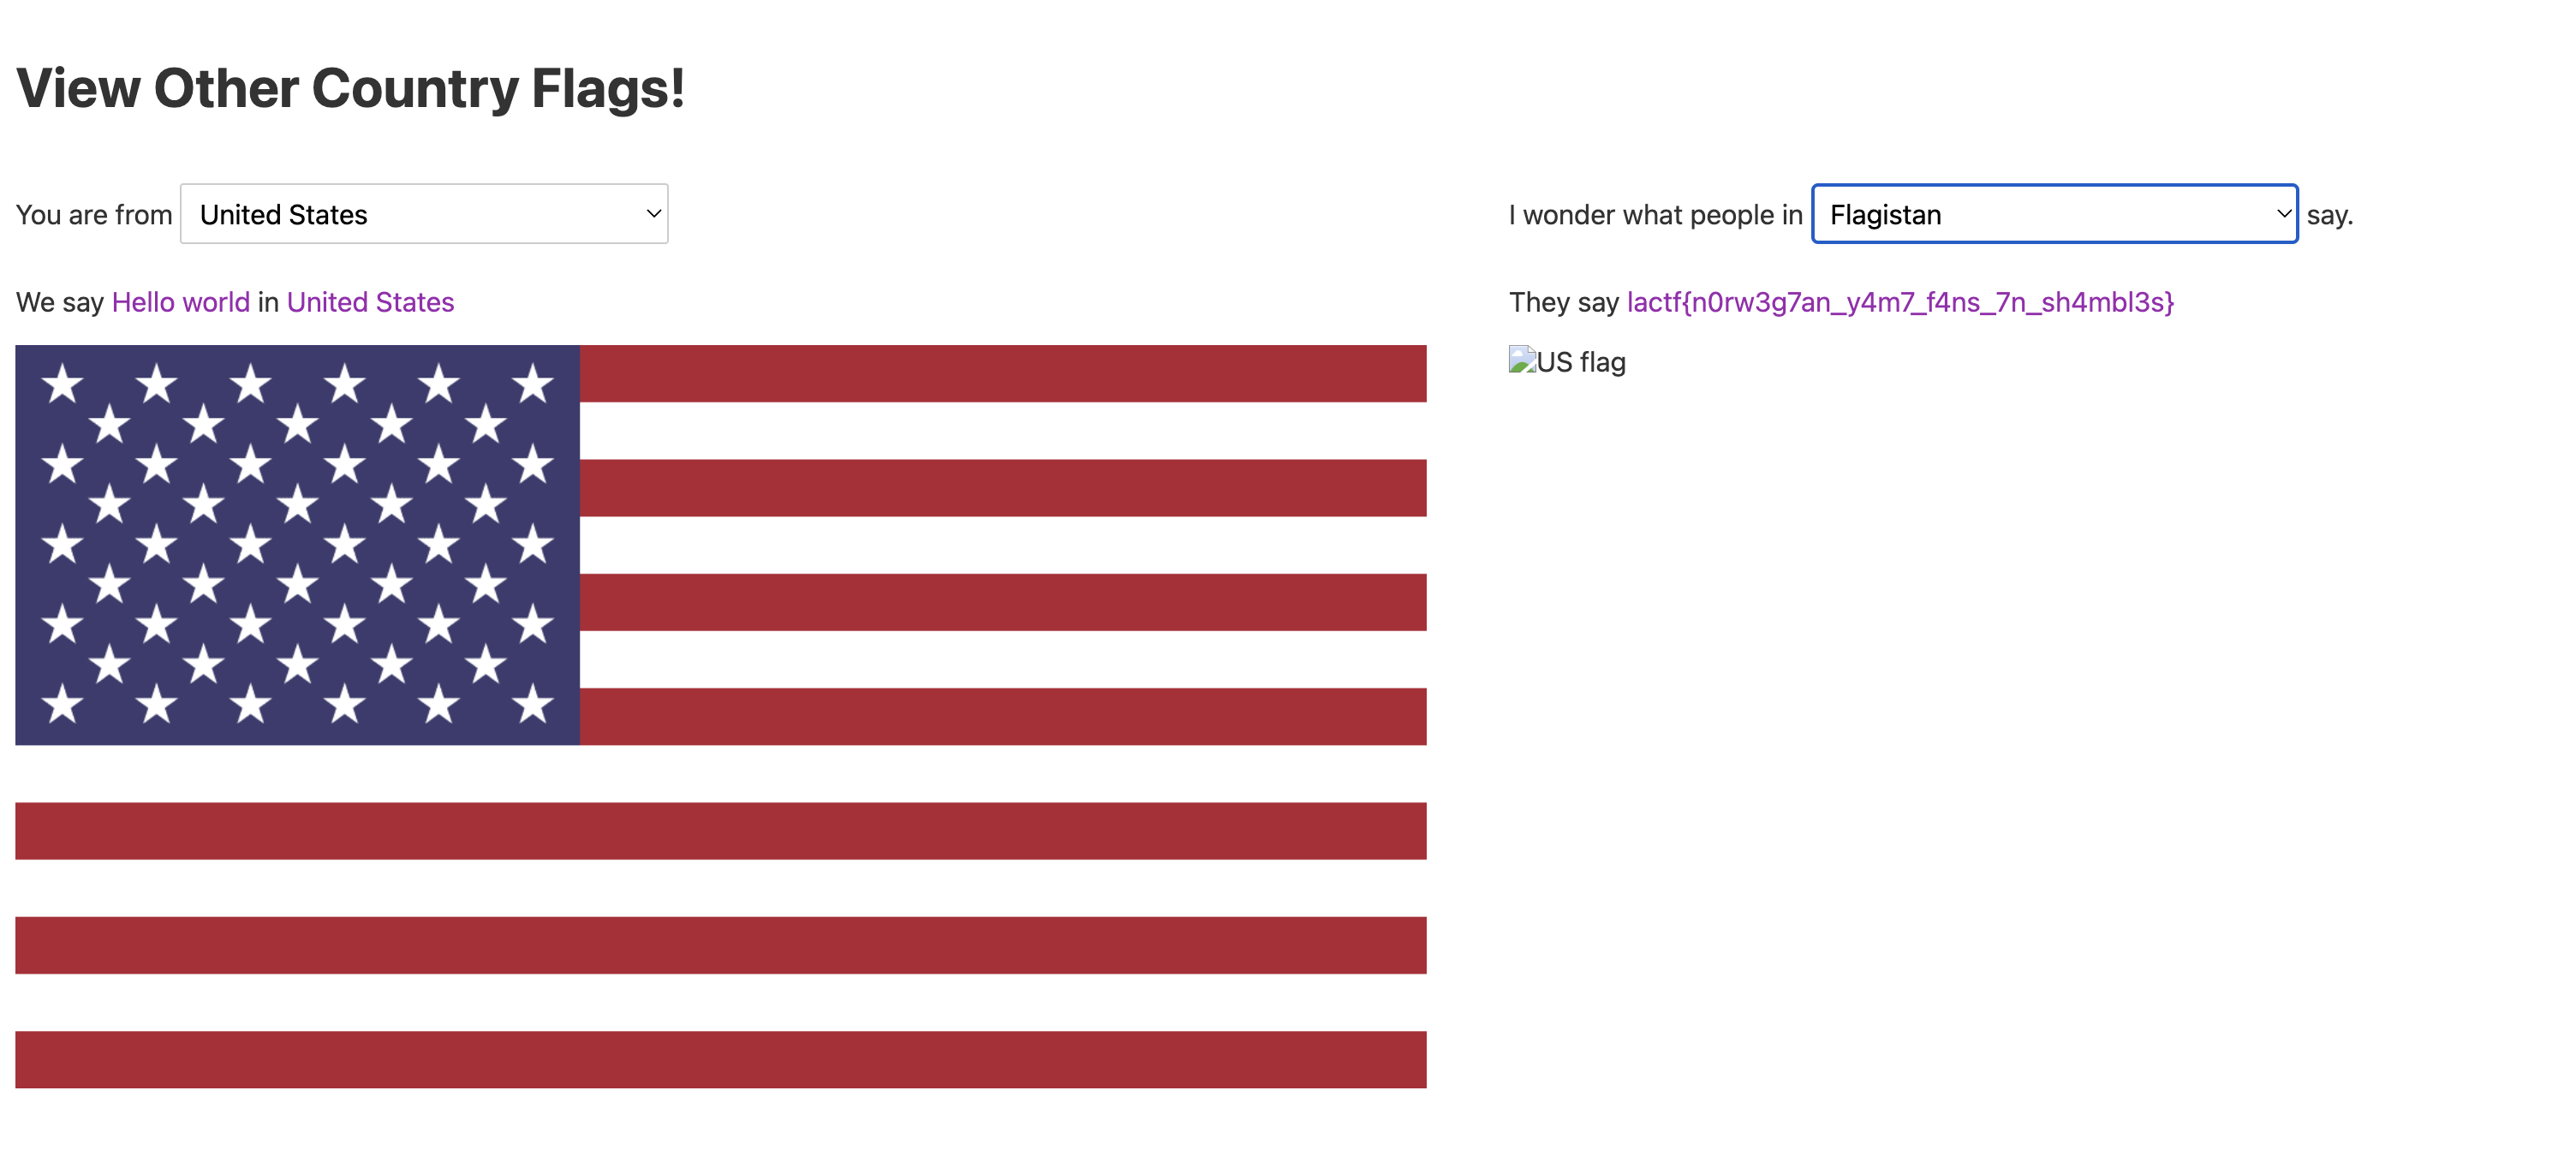 View Other Country Flags!
You are from United States
We say Hello world in United States
I wonder what people in Flagistan say.
They say lactf{n0rw3g7an_y4m7_f4ns_7n_sh4mbl3s}
US flag